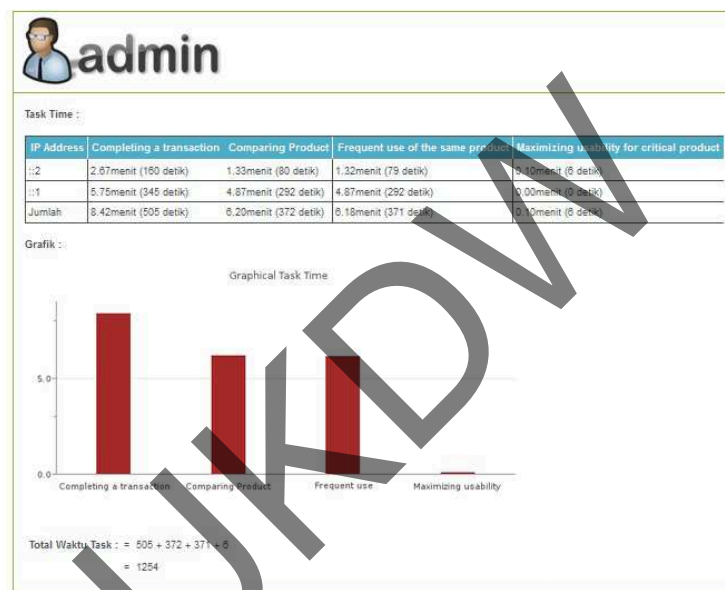 admin
Task Time :
IP Address Completing a transaction Comparing Product Frequent use of the same product Maximizing usability for critical product
::2 2.67menit (160 detik) 1.33menit (80 detik) 1.32menit (79 detik) 0.10menit (6 detik)
::1 5.75menit (345 detik) 4.87menit (292 detik) 4.87menit (292 detik) 0.00menit (0 detik)
Jumlah 8.42menit (505 detik) 6.20menit (372 detik) 6.18menit (371 detik) 0.10menit (6 detik)
Grafik :
Graphical Task Time
5.0
0.0
Completing a transaction Comparing Product Frequent use Maximizing usability
Total Waktu Task : = 505 + 372 + 371 + 6
= 1254
UKDW